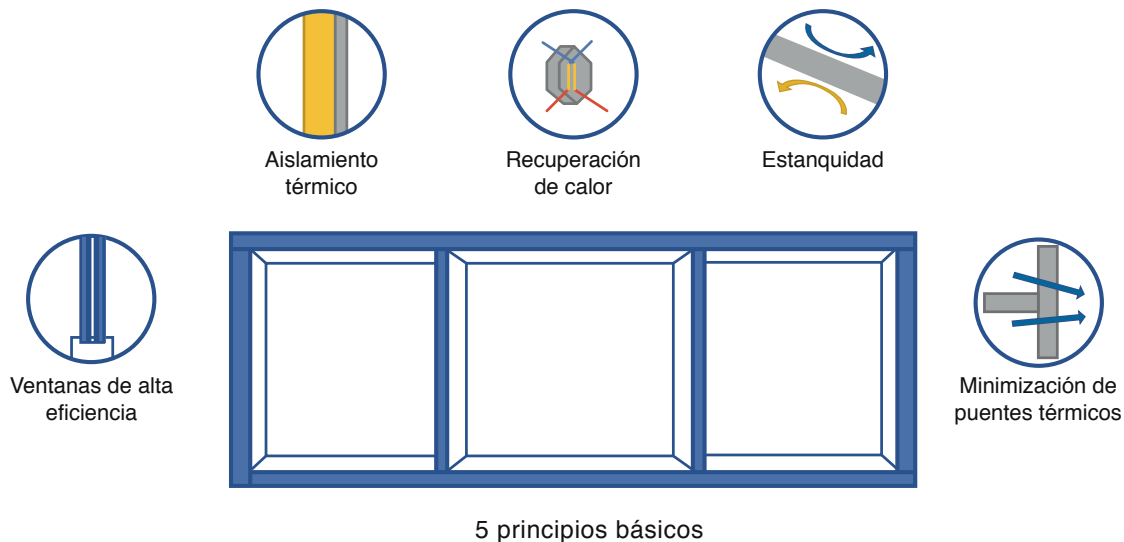 Aislamiento
térmico
Recuperación
de calor
Estanquidad
Ventanas de alta
eficiencia
Minimización de
puentes térmicos
5 principios básicos